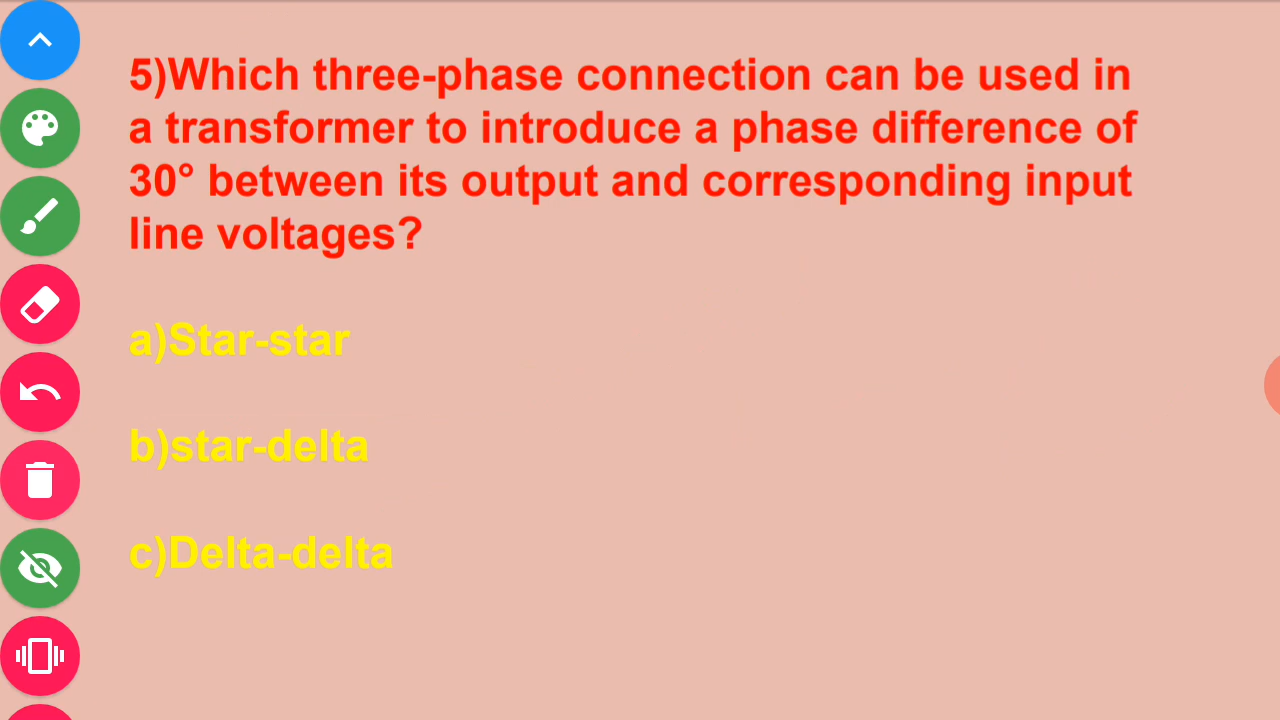 5)Which three-phase connection can be used in
a transformer to introduce a phase difference of
30° between its output and corresponding input
line voltages?
a)Star-star
b)star-delta
c)Delta-delta